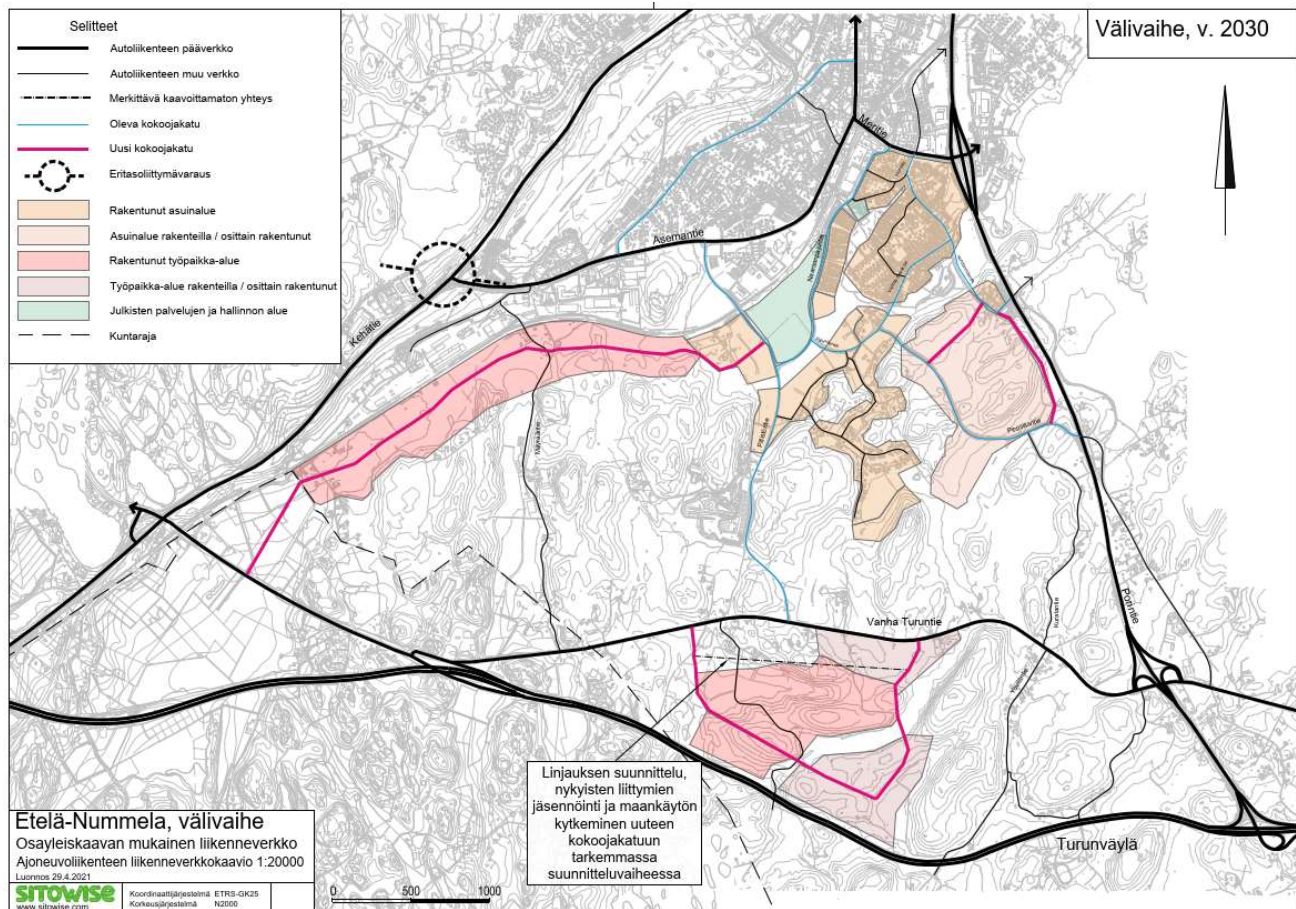 Selitteet
Autoliikenteen pääverkko
Autoliikenteen muu verkko
Merkittävä kaavoittamaton yhteys
Oleva kokoojakatu
Uusi kokoojakatu
Eritasoliittymävaraus
Rakentunut asuinalue
Asuinalue rakenteilla / osittain rakentunut
Rakentunut työpaikka-alue
Työpaikka-alue rakenteilla / osittain rakentunut
Julkisten palvelujen ja hallinnon alue
Kuntaraja
Välivaihe, v. 2030
Meritie
Asemantie
Kehätie
Pilvitie
Porintie
Vanha Turuntie
Turunväylä
Linjauksen suunnittelu,
nykyisten liittymien
jäsennöinti ja maankäytön
kytkeminen uuteen
kokoojakatuun
tarkemmassa
suunnitteluvaiheessa
Etelä-Nummela, välivaihe
Osayleiskaavan mukainen liikenneverkko
Ajoneuvoliikenteen liikenneverkkokaavio 1:20000
Luonnos 29.4.2021
SITOWISE
www.sitowise.com
Koordinaattijärjestelmä ETRS-GK25
Korkeusjärjestelmä N2000
0 500 1000